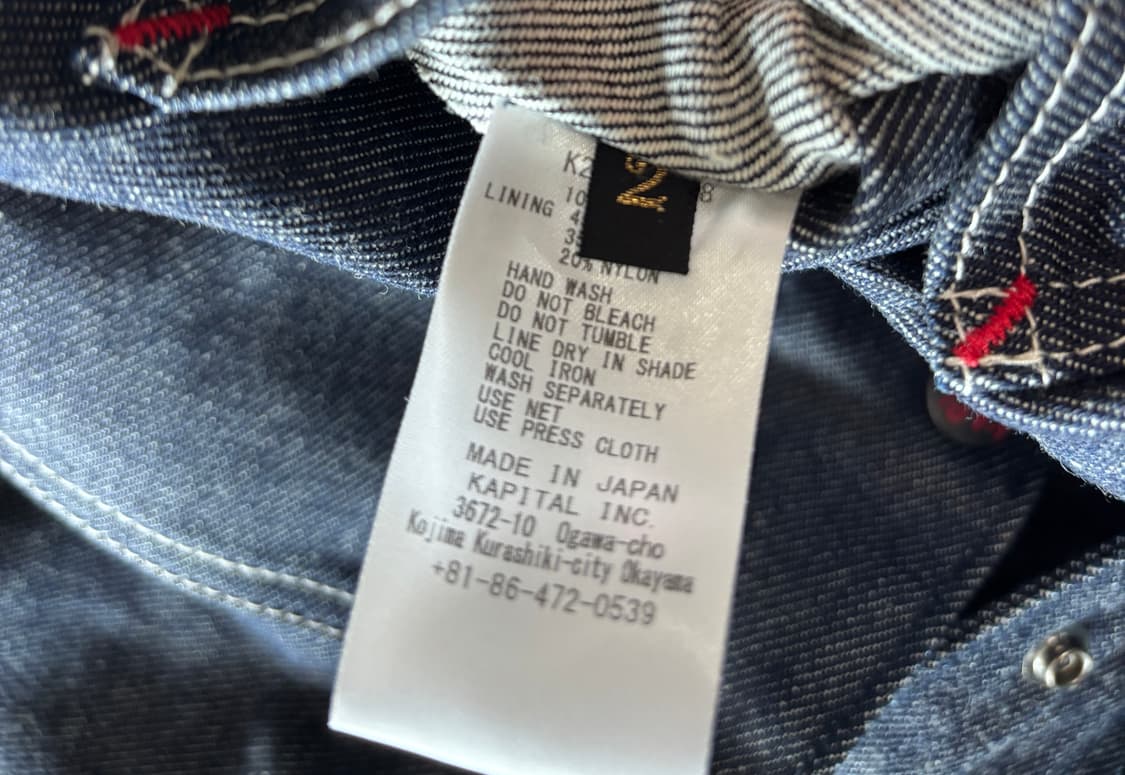 LINING
20% NYLON
HAND WASH
DO NOT BLEACH
DO NOT TUMBLE
LINE DRY IN SHADE
COOL IRON
WASH SEPARATELY
USE NET
USE PRESS CLOTH
MADE IN JAPAN
KAPITAL INC.
3672-10 Ogawa-cho
Kojima Kurashiki-city Okayama
+81-86-472-0539